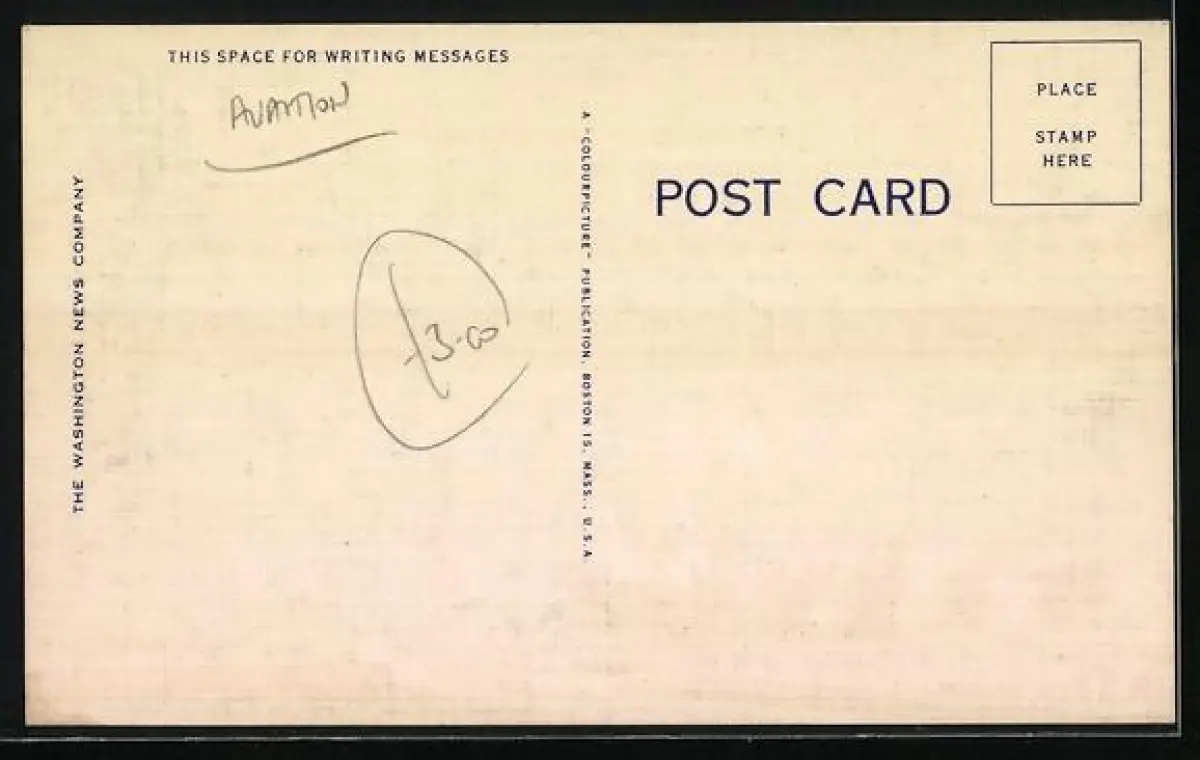 THIS SPACE FOR WRITING MESSAGES
AVIATION
THE WASHINGTON NEWS COMPANY
£3-00
A "COLOURPICTURE" PUBLICATION, BOSTON 15, MASS., U.S.A.
POST CARD
PLACE
STAMP
HERE